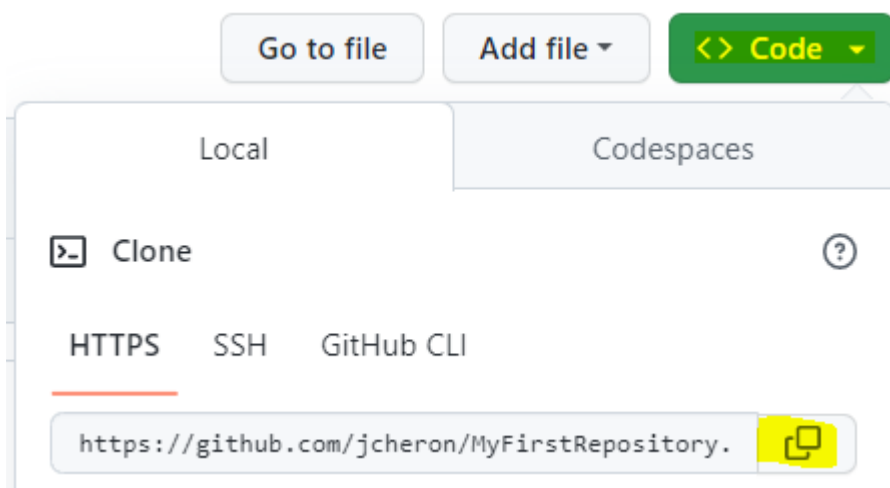 Go to file Add file <> Code
Local Codespaces
>_ Clone ?
HTTPS SSH GitHub CLI
https://github.com/jcheron/MyFirstRepository.